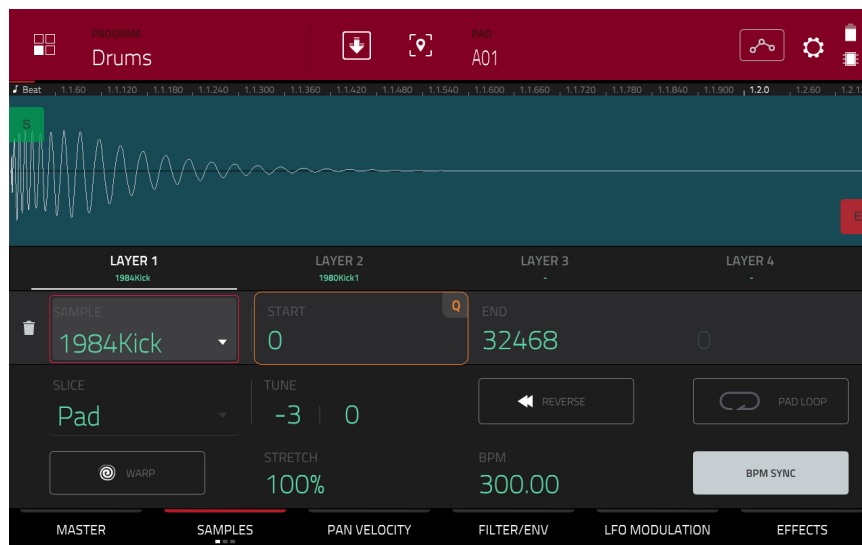 PROGRAM
Drums
PAD
A01
Beat 1.1.60 1.1.120 1.1.180 1.1.240 1.1.300 1.1.360 1.1.420 1.1.480 1.1.540 1.1.600 1.1.660 1.1.720 1.1.780 1.1.840 1.1.900 1.2.0 1.2.60 1.2.1
S
E
LAYER 1 LAYER 2 LAYER 3 LAYER 4
1984Kick 1980Kick1 - -
SAMPLE START Q END
1984Kick 0 32468 0
SLICE TUNE
Pad -3 0
REVERSE PAD LOOP
WARP
STRETCH BPM
100% 300.00
BPM SYNC
MASTER SAMPLES PAN VELOCITY FILTER/ENV LFO MODULATION EFFECTS